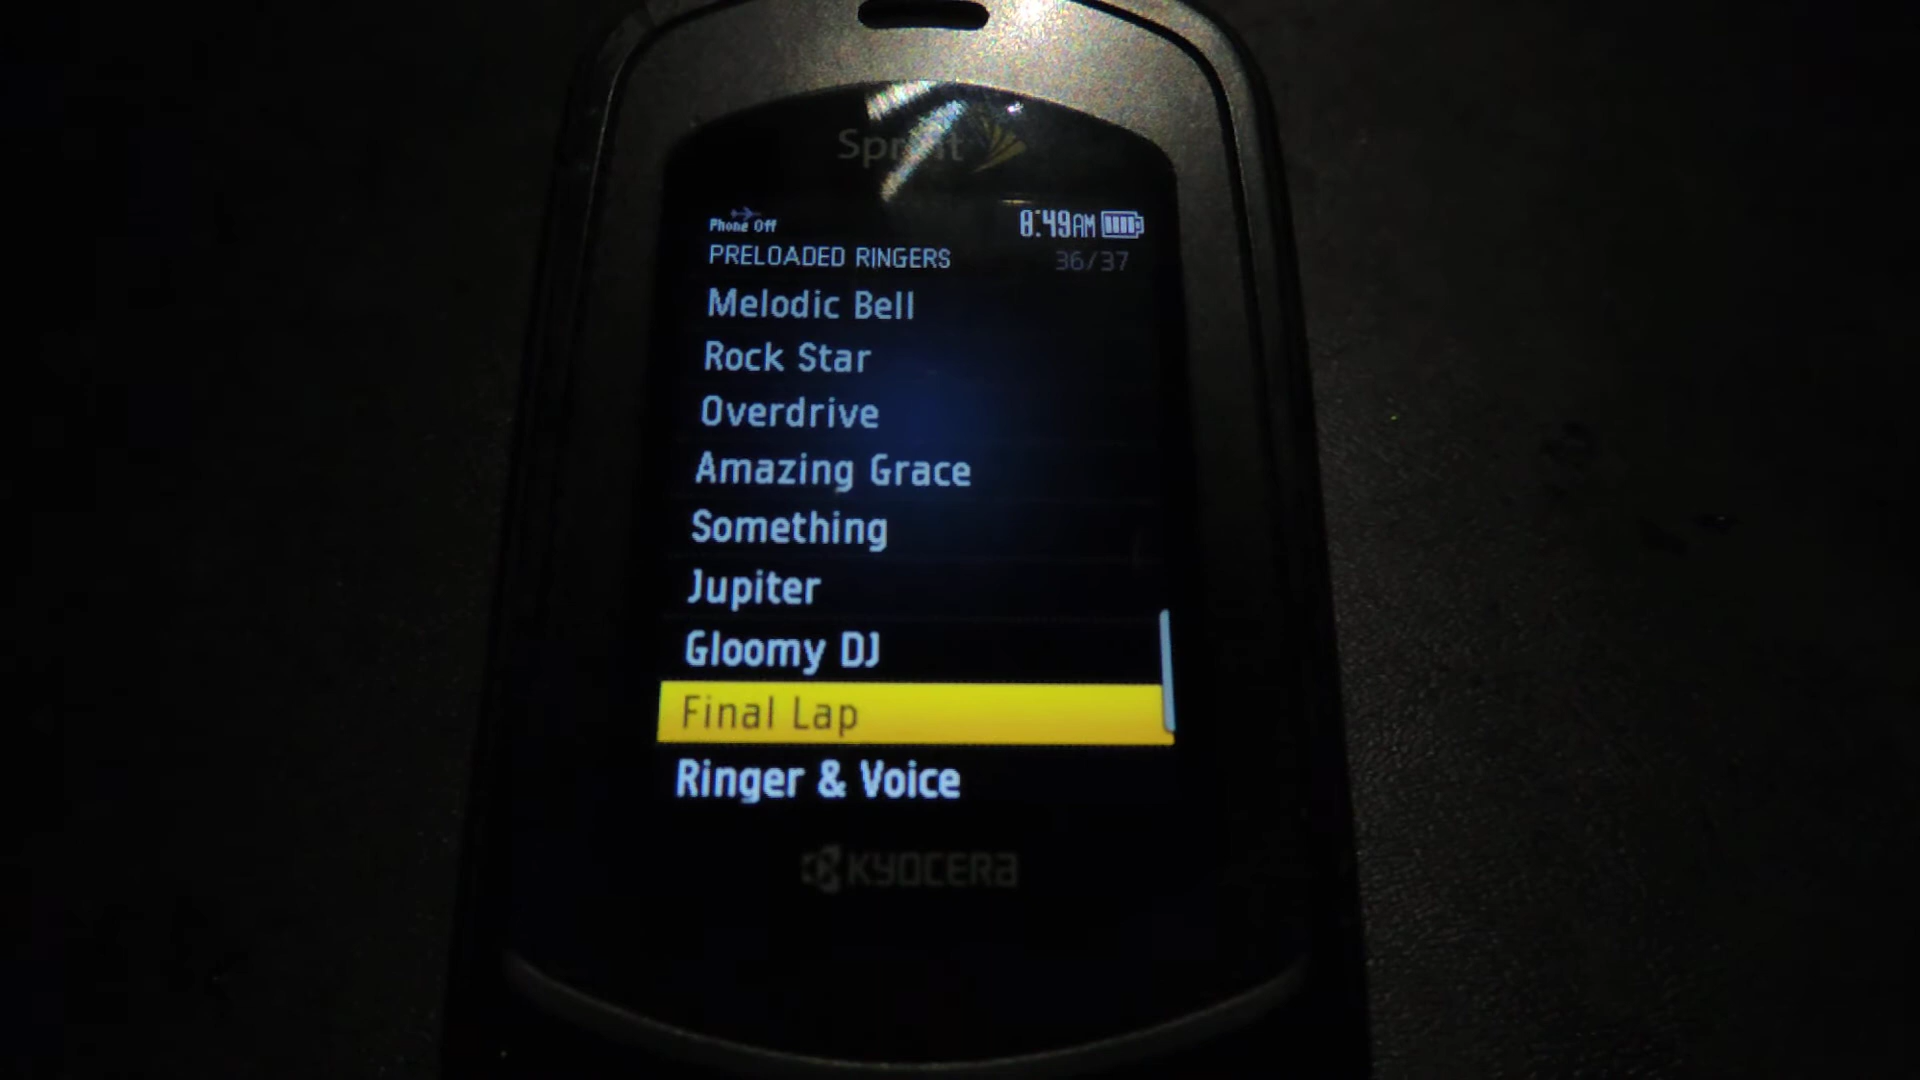 Sprint
Phone Off
8:49AM
PRELOADED RINGERS
36/37
Melodic Bell
Rock Star
Overdrive
Amazing Grace
Something
Jupiter
Gloomy DJ
Final Lap
Ringer & Voice
KYOCERA